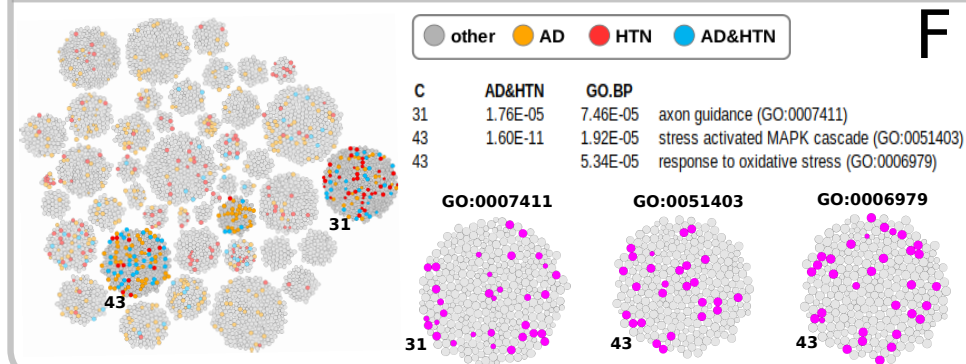 F
other AD HTN AD&HTN
C AD&HTN GO.BP
31 1.76E-05 7.46E-05 axon guidance (GO:0007411)
43 1.60E-11 1.92E-05 stress activated MAPK cascade (GO:0051403)
43 5.34E-05 response to oxidative stress (GO:0006979)
31
43
GO:0007411 GO:0051403 GO:0006979
31 43 43